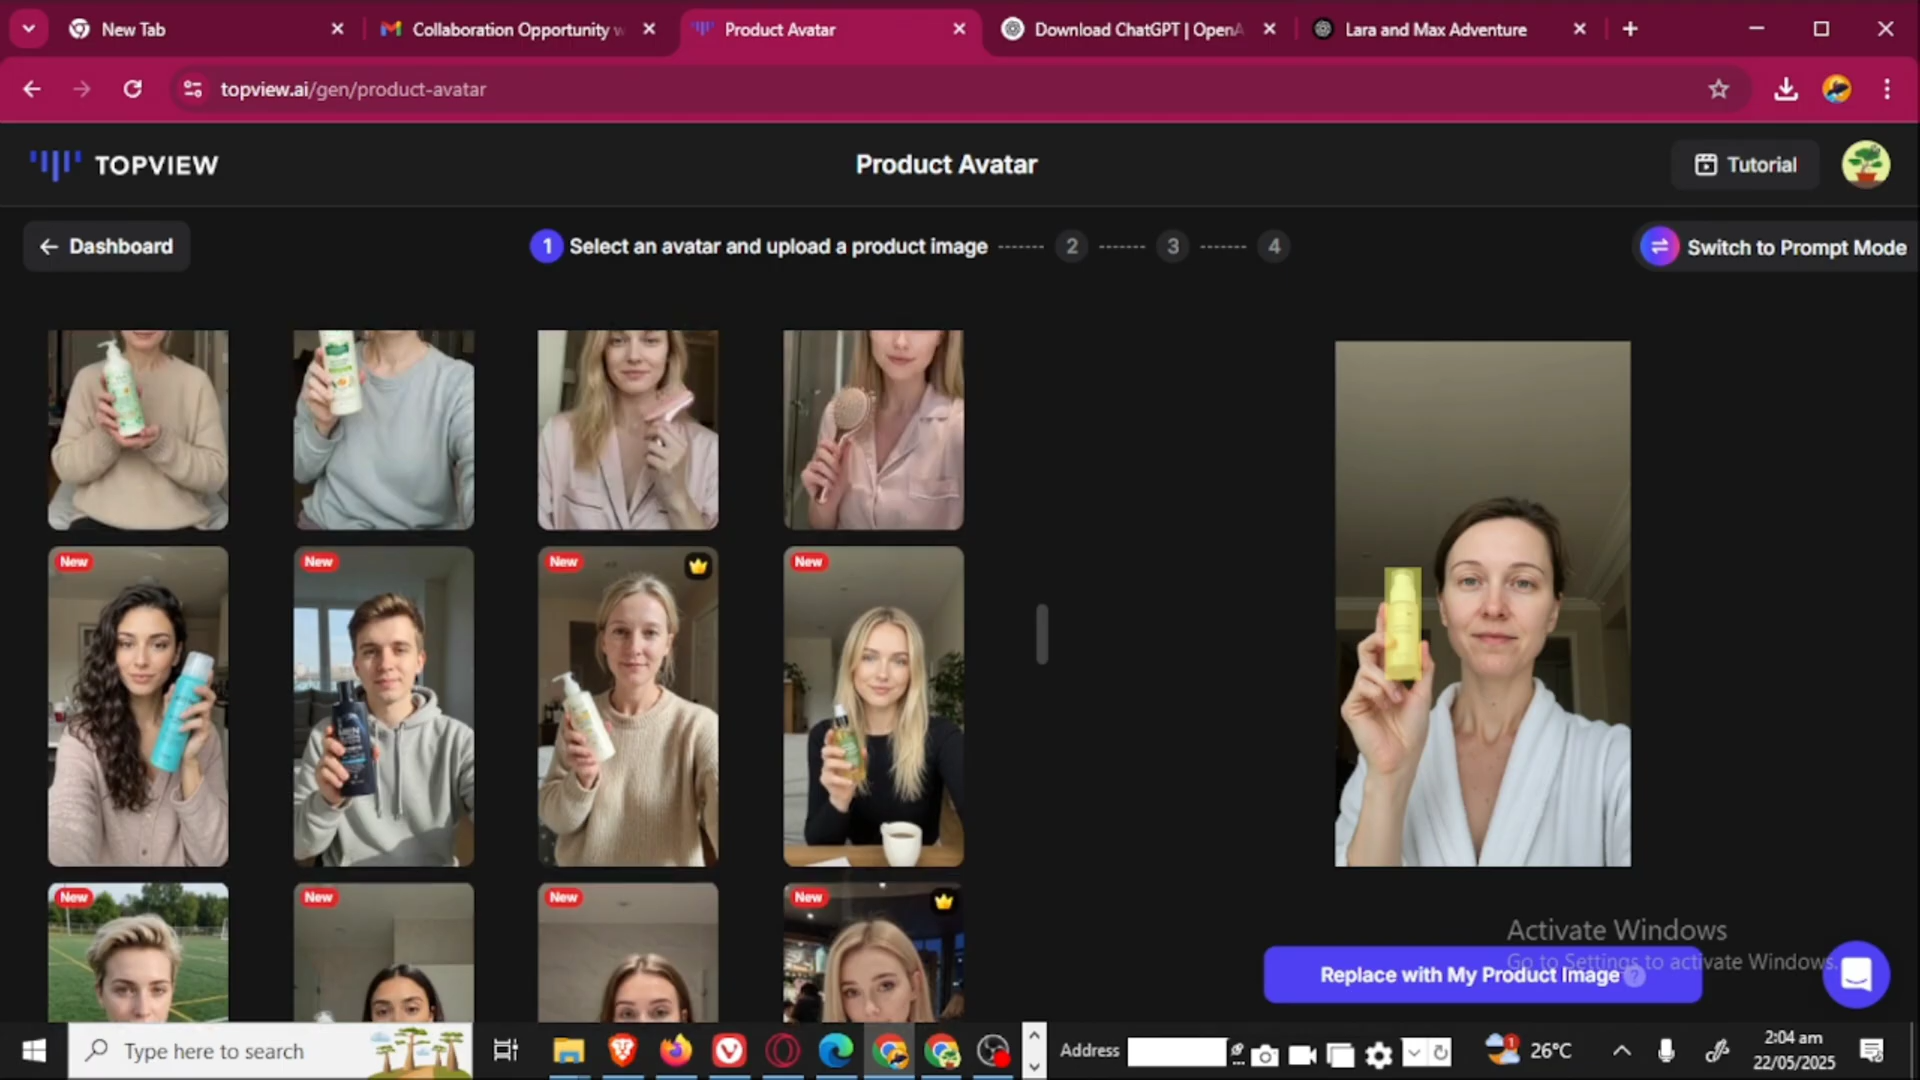 New Tab
Collaboration Opportunity w
Product Avatar
Download ChatGPT | OpenA
Lara and Max Adventure
topview.ai/gen/product-avatar
TOPVIEW
Product Avatar
Tutorial
Dashboard
1 Select an avatar and upload a product image 2 3 4
Switch to Prompt Mode
New
New
New
New
MEN
New
New
New
New
Activate Windows
Go to Settings to activate Windows.
Replace with My Product Image ?
Type here to search
Address
1
26°C
2:04 am
22/05/2025